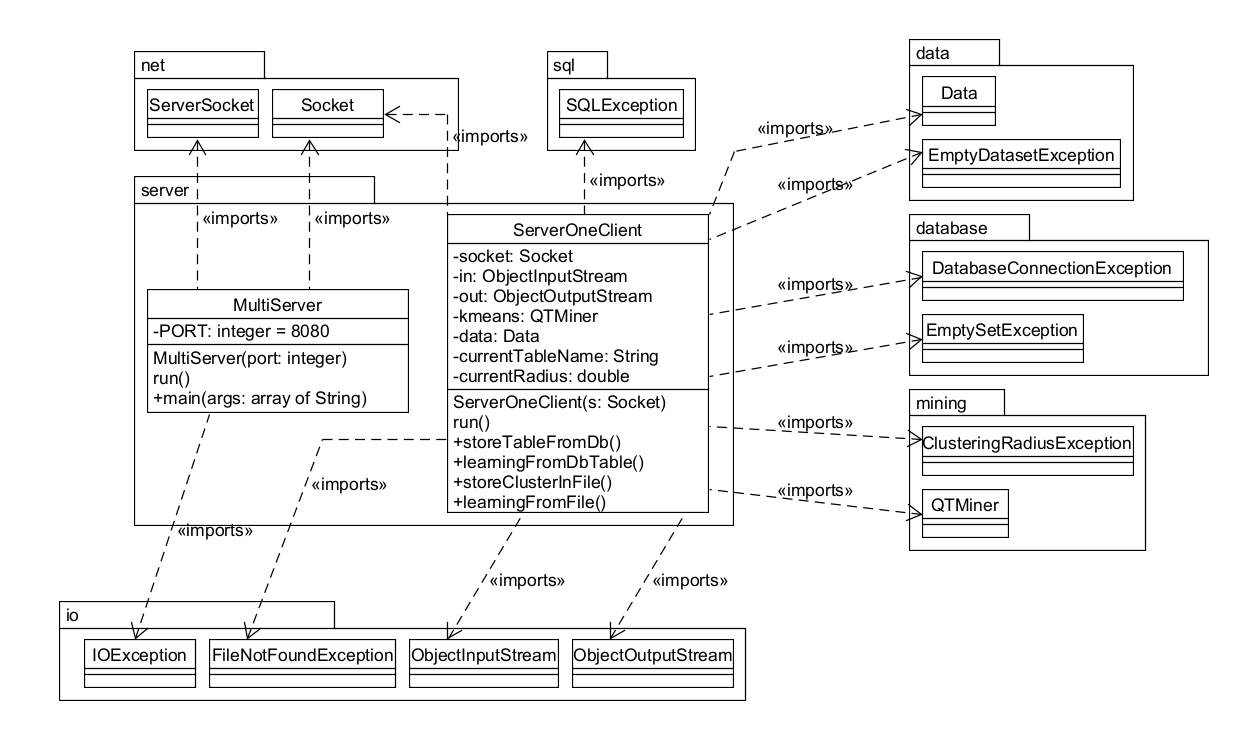 net
ServerSocket
Socket
«imports»
sql
SQLException
«imports»
data
Data
EmptyDatasetException
«imports»
«imports»
server
«imports»
«imports»
MultiServer
-PORT: integer = 8080
MultiServer(port: integer)
run()
+main(args: array of String)
ServerOneClient
-socket: Socket
-in: ObjectInputStream
-out: ObjectOutputStream
-kmeans: QTMiner
-data: Data
-currentTableName: String
-currentRadius: double
ServerOneClient(s: Socket)
run()
+storeTableFromDb()
+learningFromDbTable()
+storeClusterInFile()
+learningFromFile()
database
DatabaseConnectionException
EmptySetException
«imports»
«imports»
mining
ClusteringRadiusException
QTMiner
«imports»
«imports»
«imports»
«imports»
«imports»
«imports»
io
IOException
FileNotFoundException
ObjectInputStream
ObjectOutputStream